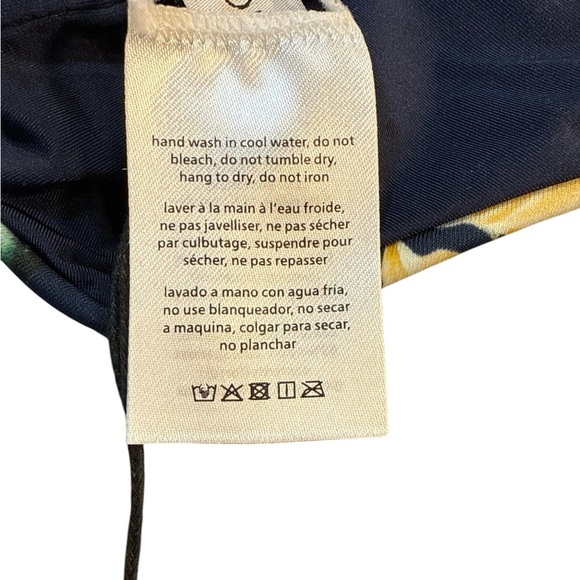 hand wash in cool water, do not
bleach, do not tumble dry,
hang to dry, do not iron
laver à la main à l'eau froide,
ne pas javelliser, ne pas sécher
par culbutage, suspendre pour
sécher, ne pas repasser
lavado a mano con agua fria,
no use blanqueador, no secar
a maquina, colgar para secar,
no planchar